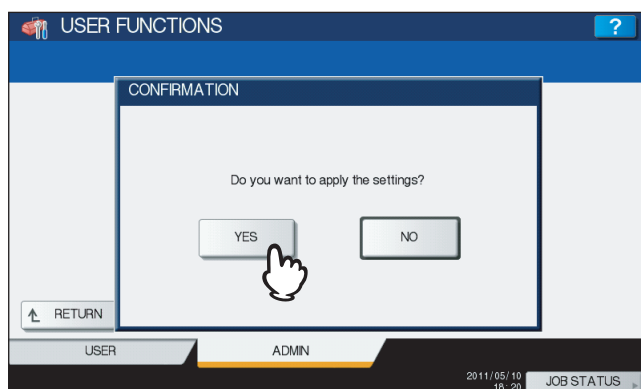 USER FUNCTIONS
?
CONFIRMATION
Do you want to apply the settings?
YES
NO
RETURN
USER
ADMIN
2011/05/10
18:20
JOB STATUS